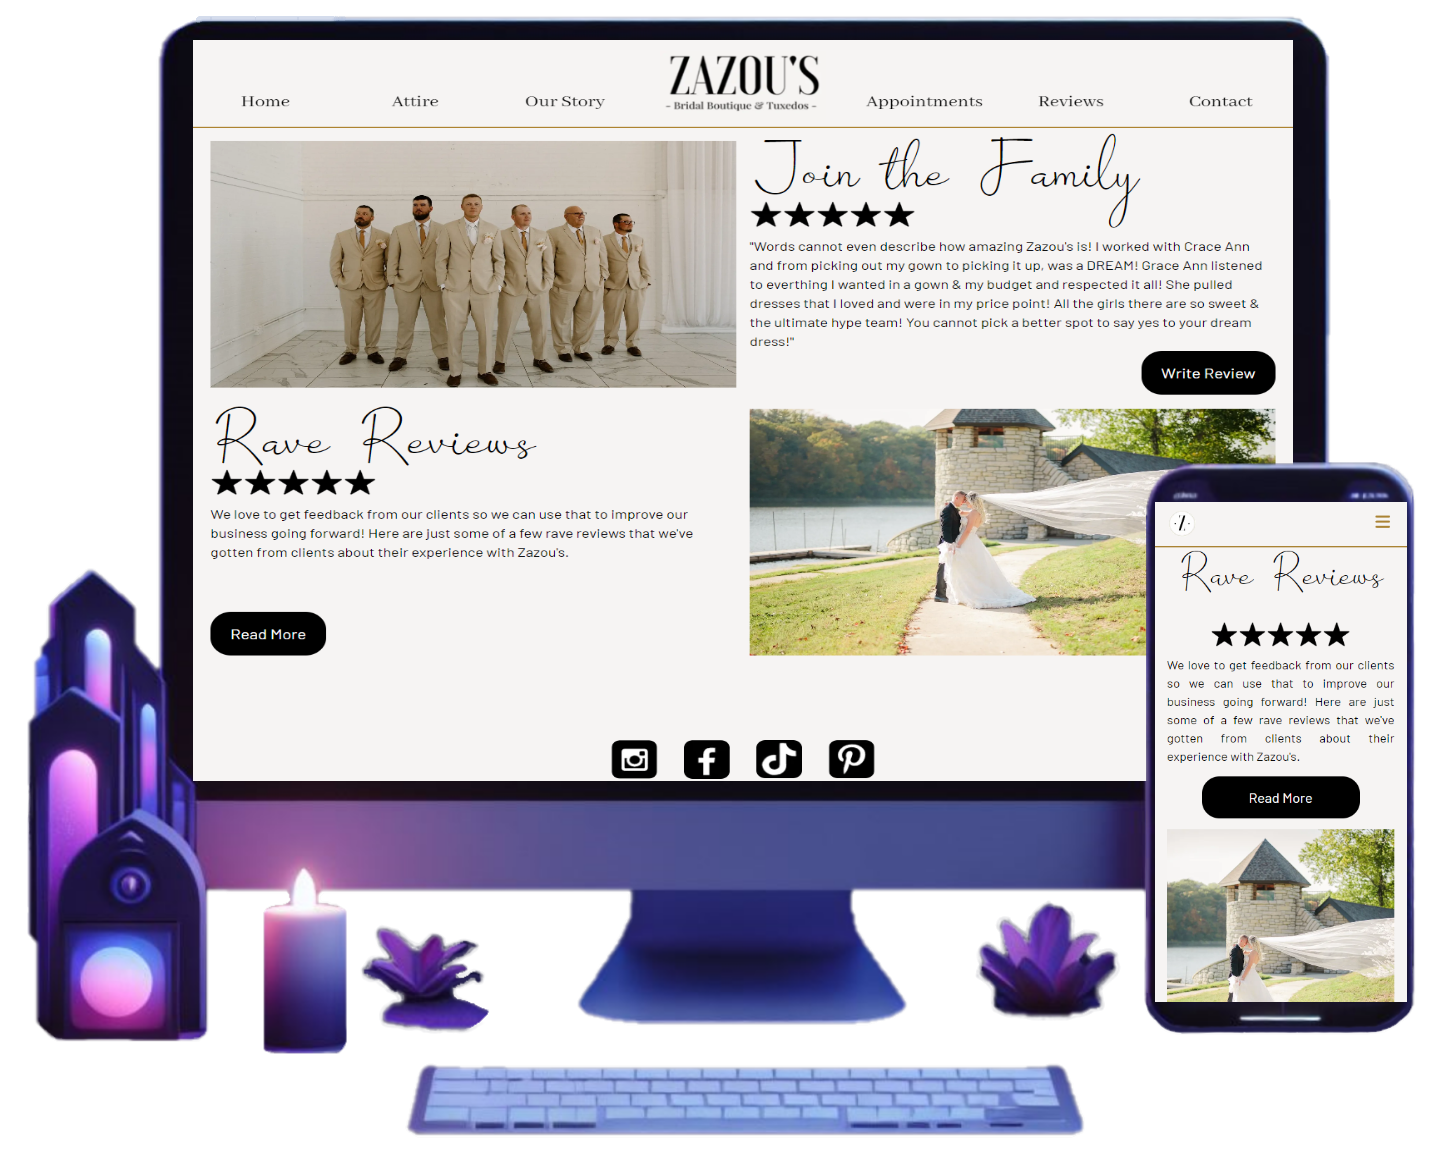 ZAZOU'S
- Bridal Boutique & Tuxedos -
Home Attire Our Story Appointments Reviews Contact
Join the Family
"Words cannot even describe how amazing Zazou's is! I worked with Grace Ann
and from picking out my gown to picking it up, was a DREAM! Grace Ann listened
to everthing I wanted in a gown & my budget and respected it all! She pulled
dresses that I loved and were in my price point! All the girls there are so sweet &
the ultimate hype team! You cannot pick a better spot to say yes to your dream
dress!"
Write Review
Rave Reviews
We love to get feedback from our clients so we can use that to improve our
business going forward! Here are just some of a few rave reviews that we've
gotten from clients about their experience with Zazou's.
Read More
Z
Rave Reviews
We love to get feedback from our clients
so we can use that to improve our
business going forward! Here are just
some of a few rave reviews that we've
gotten from clients about their
experience with Zazou's.
Read More